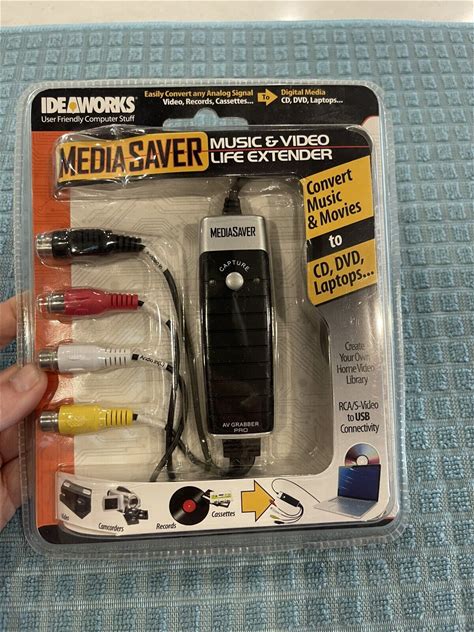 IDEAWORKS
User Friendly Computer Stuff
Easily Convert any Analog Signal
Video, Records, Cassettes...
To
Digital Media
CD, DVD, Laptops...
MEDIASAVER
MUSIC & VIDEO
LIFE EXTENDER
Convert
Music
& Movies
to
CD, DVD,
Laptops...
MEDIASAVER
CAPTURE
AV GRABBER
PRO
Create
Your Own
Home Video
Library
RCA/S-Video
to USB
Connectivity
Video
Camcorders
Records
Cassettes